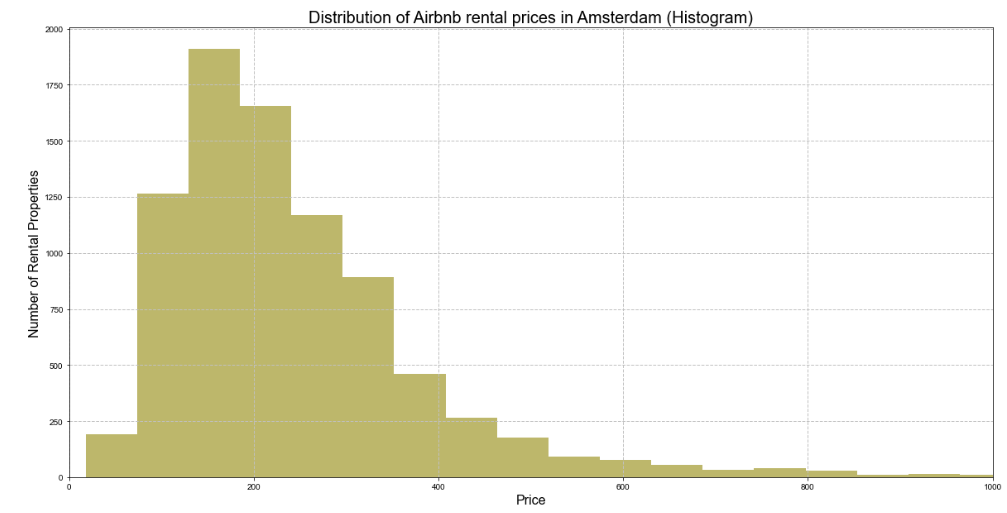 Distribution of Airbnb rental prices in Amsterdam (Histogram)
Number of Rental Properties
2000
1750
1500
1250
1000
750
500
250
0
0 200 400 600 800 1000
Price